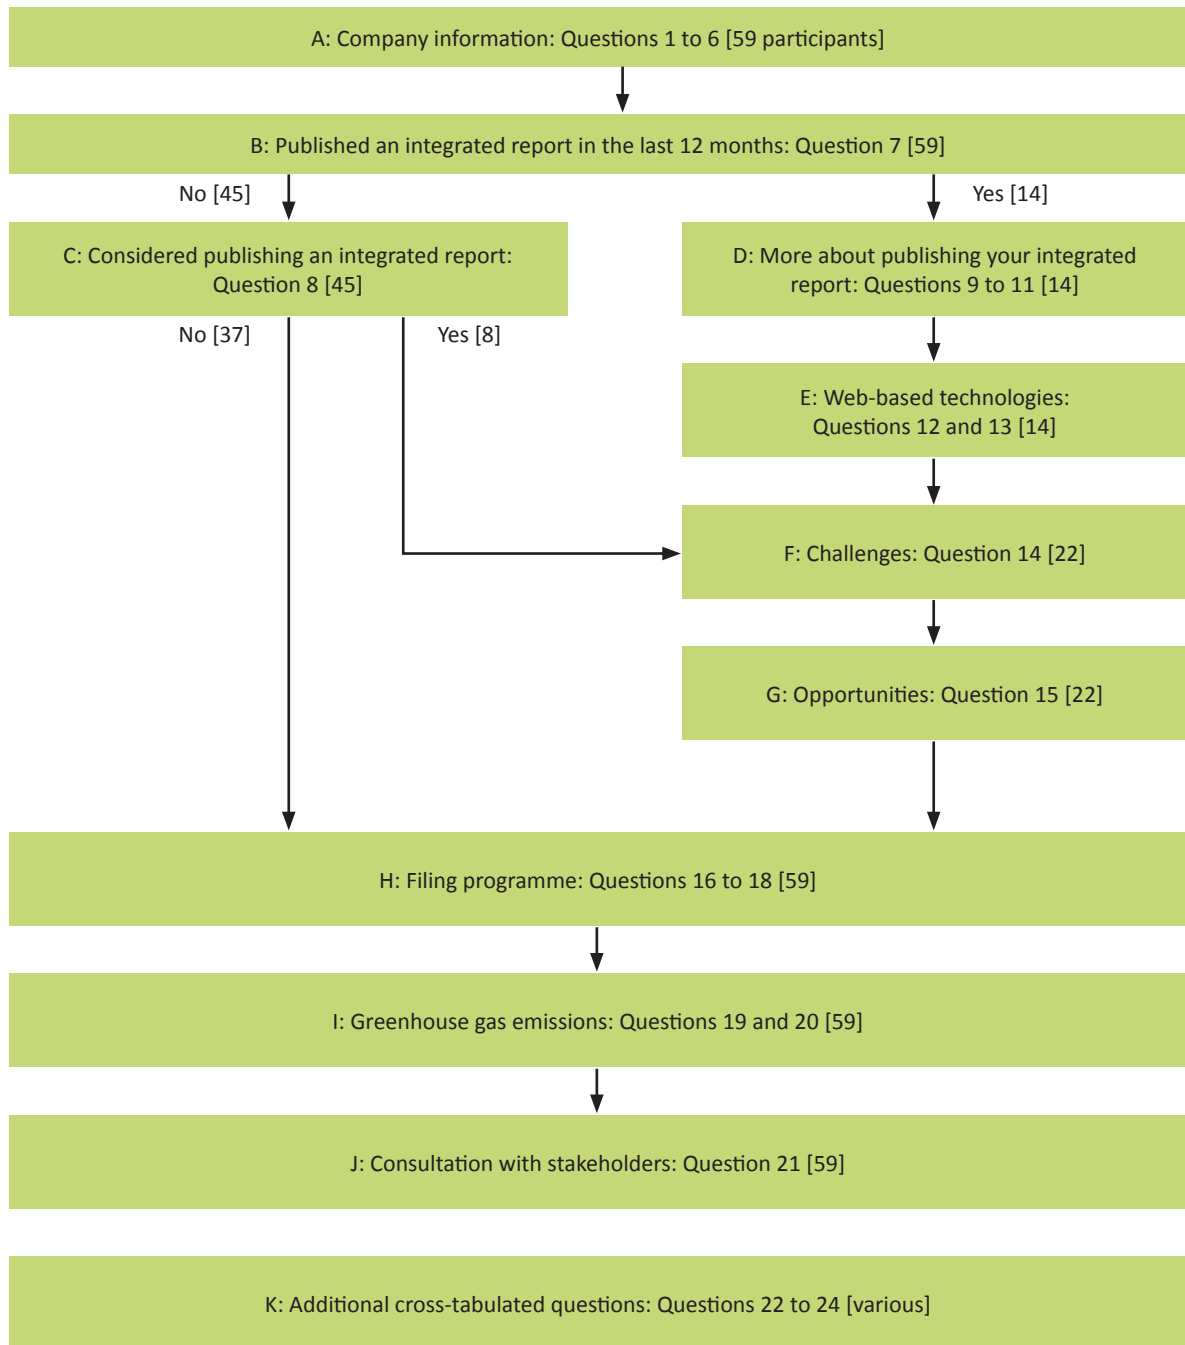 A: Company information: Questions 1 to 6 [59 participants]
B: Published an integrated report in the last 12 months: Question 7 [59]
No [45]
Yes [14]
C: Considered publishing an integrated report:
Question 8 [45]
D: More about publishing your integrated
report: Questions 9 to 11 [14]
No [37]
Yes [8]
E: Web-based technologies:
Questions 12 and 13 [14]
F: Challenges: Question 14 [22]
G: Opportunities: Question 15 [22]
H: Filing programme: Questions 16 to 18 [59]
I: Greenhouse gas emissions: Questions 19 and 20 [59]
J: Consultation with stakeholders: Question 21 [59]
K: Additional cross-tabulated questions: Questions 22 to 24 [various]